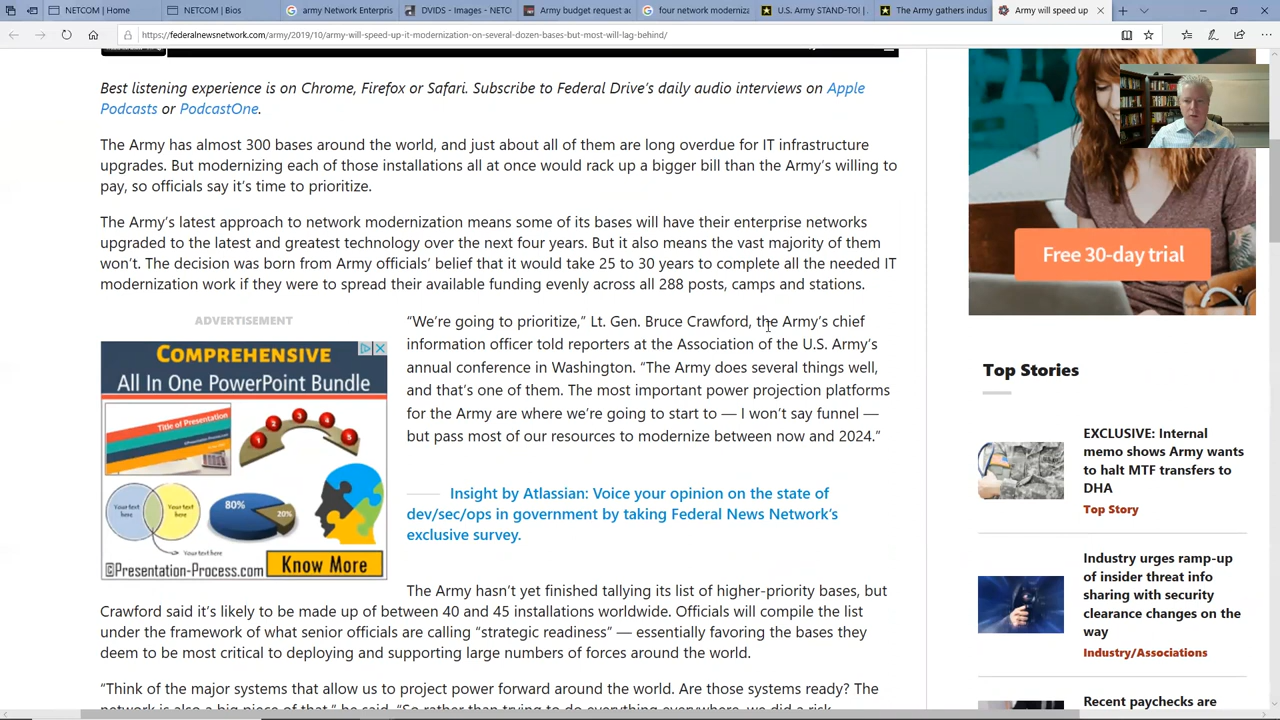 NETCOM | Home
NETCOM | Bios
army Network Enterpris
DVIDS - Images - NETC
Army budget request ac
four network moderniza
U.S. Army STAND-TO! |
The Army gathers indus
Army will speed up
https://federalnewsnetwork.com/army/2019/10/army-will-speed-up-it-modernization-on-several-dozen-bases-but-most-will-lag-behind/
Best listening experience is on Chrome, Firefox or Safari. Subscribe to Federal Drive's daily audio interviews on Apple
Podcasts or PodcastOne.
The Army has almost 300 bases around the world, and just about all of them are long overdue for IT infrastructure
upgrades. But modernizing each of those installations all at once would rack up a bigger bill than the Army's willing to
pay, so officials say it's time to prioritize.
The Army's latest approach to network modernization means some of its bases will have their enterprise networks
upgraded to the latest and greatest technology over the next four years. But it also means the vast majority of them
won't. The decision was born from Army officials' belief that it would take 25 to 30 years to complete all the needed IT
modernization work if they were to spread their available funding evenly across all 288 posts, camps and stations.
ADVERTISEMENT
COMPREHENSIVE
All In One PowerPoint Bundle
Title of Presentation
1
2
3
4
5
Your text
here
Your text
here
Your text here
80%
20%
©Presentation-Process.com
Know More
"We're going to prioritize," Lt. Gen. Bruce Crawford, the Army's chief
information officer told reporters at the Association of the U.S. Army's
annual conference in Washington. "The Army does several things well,
and that's one of them. The most important power projection platforms
for the Army are where we're going to start to — I won't say funnel —
but pass most of our resources to modernize between now and 2024."
Insight by Atlassian: Voice your opinion on the state of
dev/sec/ops in government by taking Federal News Network's
exclusive survey.
The Army hasn't yet finished tallying its list of higher-priority bases, but
Crawford said it's likely to be made up of between 40 and 45 installations worldwide. Officials will compile the list
under the framework of what senior officials are calling "strategic readiness" — essentially favoring the bases they
deem to be most critical to deploying and supporting large numbers of forces around the world.
"Think of the major systems that allow us to project power forward around the world. Are those systems ready? The
network is also a big piece of that," he said. "So rather than trying to do everything everywhere, we did a risk
Free 30-day trial
Top Stories
EXCLUSIVE: Internal
memo shows Army wants
to halt MTF transfers to
DHA
Top Story
Industry urges ramp-up
of insider threat info
sharing with security
clearance changes on the
way
Industry/Associations
Recent paychecks are